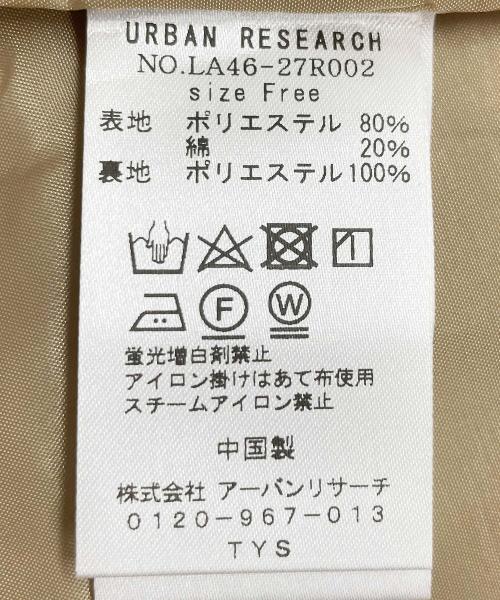 URBAN RESEARCH
NO.LA46-27R002
size Free
表地 ポリエステル 80%
綿 20%
裏地 ポリエステル 100%
F W
蛍光増白剤禁止
アイロン掛けはあて布使用
スチームアイロン禁止
中国製
株式会社 アーバンリサーチ
0120-967-013
TYS